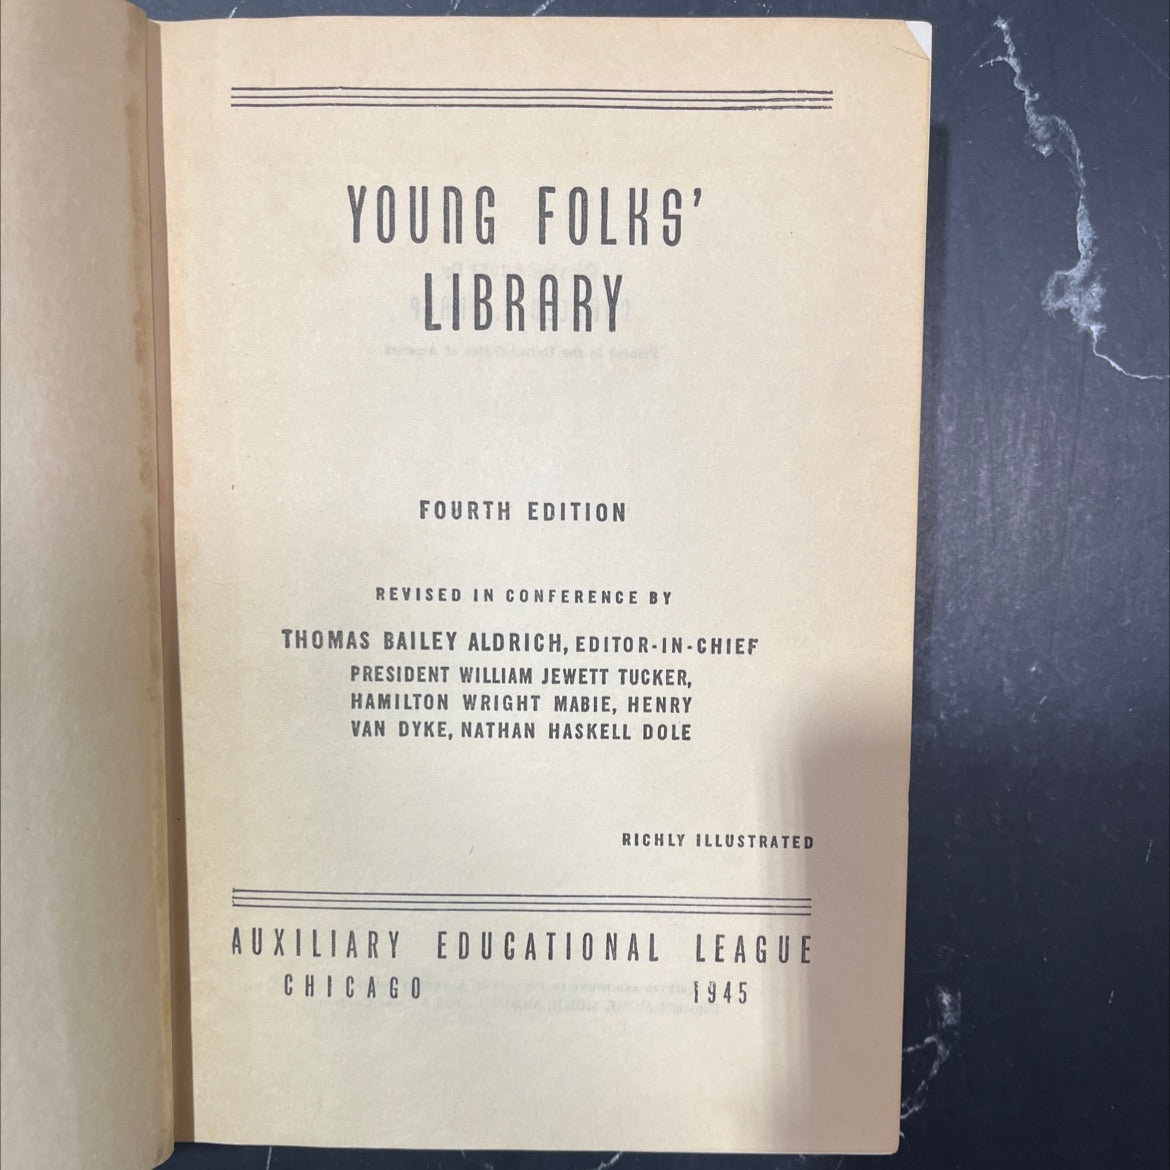 YOUNG FOLKS'
LIBRARY
FOURTH EDITION
REVISED IN CONFERENCE BY
THOMAS BAILEY ALDRICH, EDITOR-IN-CHIEF
PRESIDENT WILLIAM JEWETT TUCKER,
HAMILTON WRIGHT MABIE, HENRY
VAN DYKE, NATHAN HASKELL DOLE
RICHLY ILLUSTRATED
AUXILIARY EDUCATIONAL LEAGUE
CHICAGO 1945